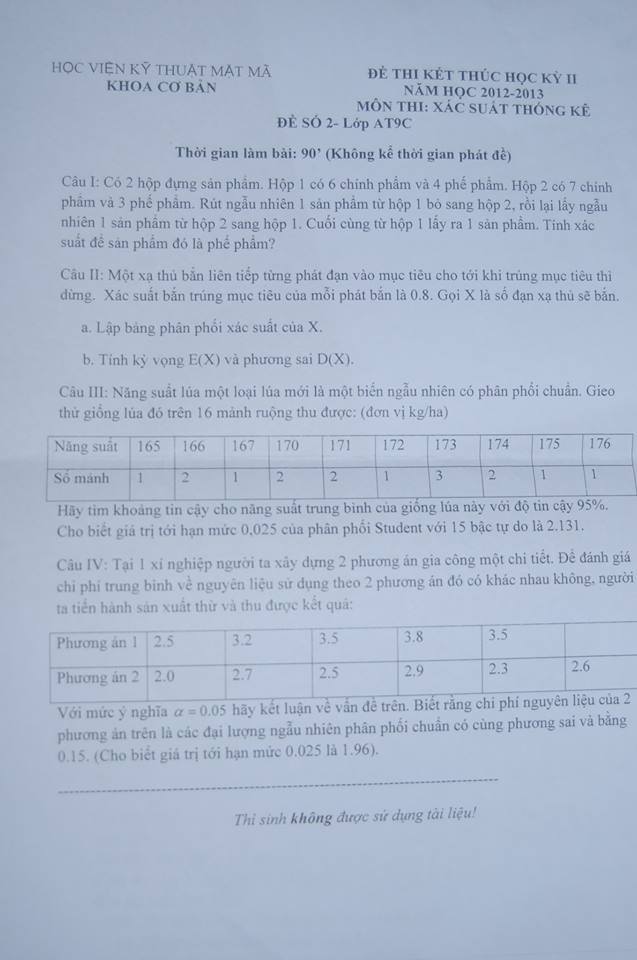 HỌC VIỆN KỸ THUẬT MẬT MÃ
KHOA CƠ BẢN
ĐỀ THI KẾT THÚC HỌC KỲ II
NĂM HỌC 2012-2013
MÔN THI: XÁC SUẤT THỐNG KÊ
ĐỀ SỐ 2- Lớp AT9C
Thời gian làm bài: 90’ (Không kể thời gian phát đề)
Câu I: Có 2 hộp đựng sản phẩm. Hộp 1 có 6 chính phẩm và 4 phế phẩm. Hộp 2 có 7 chính
phẩm và 3 phế phẩm. Rút ngẫu nhiên 1 sản phẩm từ hộp 1 bỏ sang hộp 2, rồi lại lấy ngẫu
nhiên 1 sản phẩm từ hộp 2 sang hộp 1. Cuối cùng từ hộp 1 lấy ra 1 sản phẩm. Tính xác
suất để sản phẩm đó là phế phẩm?
Câu II: Một xạ thủ bắn liên tiếp từng phát đạn vào mục tiêu cho tới khi trúng mục tiêu thì
dừng. Xác suất bắn trúng mục tiêu của mỗi phát bắn là 0.8. Gọi X là số đạn xạ thủ sẽ bắn.
a. Lập bảng phân phối xác suất của X.
b. Tính kỳ vọng E(X) và phương sai D(X).
Câu III: Năng suất lúa một loại lúa mới là một biến ngẫu nhiên có phân phối chuẩn. Gieo
thử giống lúa đó trên 16 mảnh ruộng thu được: (đơn vị kg/ha)
Năng suất 165 166 167 170 171 172 173 174 175 176
Số mảnh 1 2 1 2 2 1 3 2 1 1
Hãy tìm khoảng tin cậy cho năng suất trung bình của giống lúa này với độ tin cậy 95%.
Cho biết giá trị tới hạn mức 0,025 của phân phối Student với 15 bậc tự do là 2.131.
Câu IV: Tại 1 xí nghiệp người ta xây dựng 2 phương án gia công một chi tiết. Để đánh giá
chi phí trung bình về nguyên liệu sử dụng theo 2 phương án đó có khác nhau không, người
ta tiến hành sản xuất thử và thu được kết quả:
Phương án 1 2.5 3.2 3.5 3.8 3.5
Phương án 2 2.0 2.7 2.5 2.9 2.3 2.6
Với mức ý nghĩa α = 0.05 hãy kết luận về vấn đề trên. Biết rằng chi phí nguyên liệu của 2
phương án trên là các đại lượng ngẫu nhiên phân phối chuẩn có cùng phương sai và bằng
0.15. (Cho biết giá trị tới hạn mức 0.025 là 1.96).
Thí sinh không được sử dụng tài liệu!